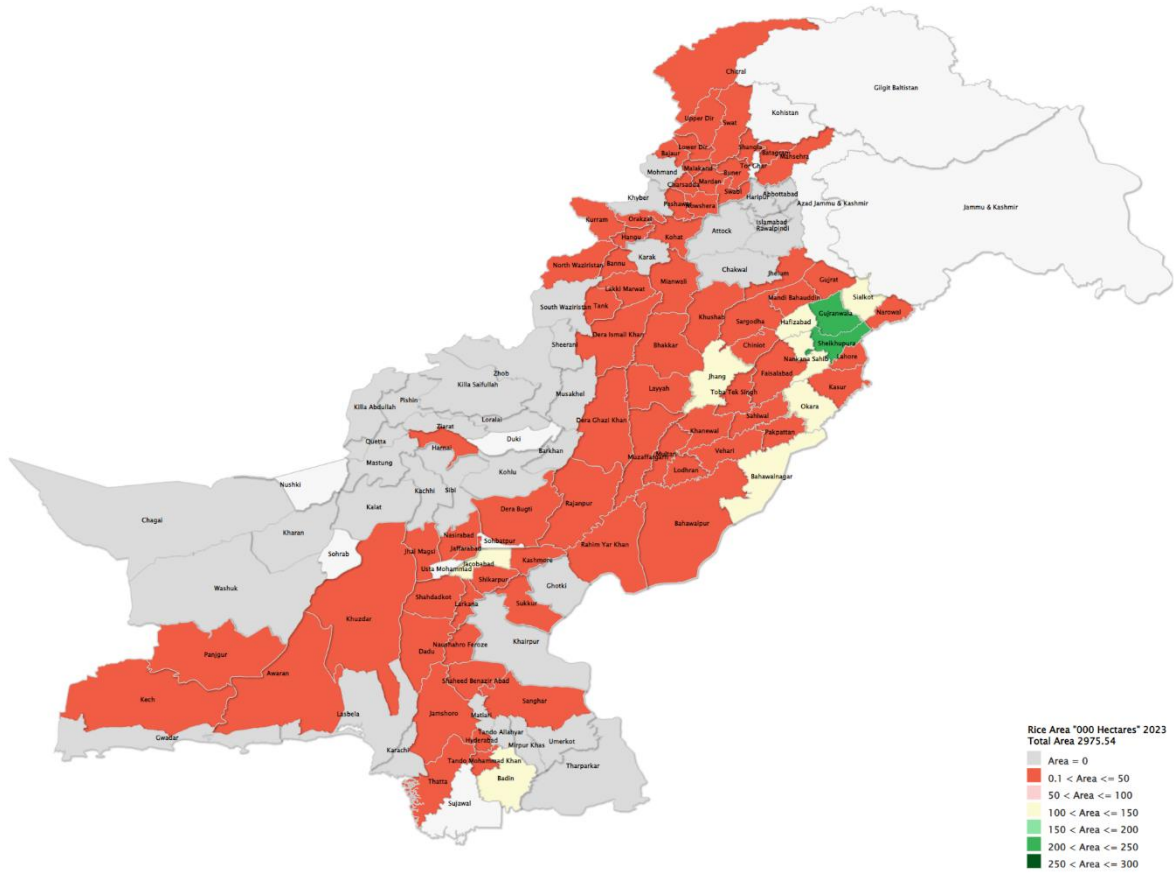 Chitral
Gilgit Baltistan
Kohistan
Upper Dir
Swat
Lower Dir
Shangla
Batagram
Mansehra
Bajaur
Tor Ghar
Malakand
Buner
Mohmand
Charsadda
Mardan
Swabi
Haripur
Abbottabad
Khyber
Peshawar
Nowshera
Azad Jammu & Kashmir
Jammu & Kashmir
Islamabad
Rawalpindi
Attock
Kurram
Orakzai
Hangu
Kohat
Karak
Chakwal
North Waziristan
Bannu
Jhelum
Gujrat
Mianwali
Lakki Marwat
Mandi Bahauddin
Sialkot
South Waziristan
Tank
Khushab
Sargodha
Hafizabad
Gujranwala
Narowal
Dera Ismail Khan
Sheerani
Bhakkar
Chiniot
Sheikhupura
Nankana Sahib
Lahore
Zhob
Killa Saifullah
Jhang
Faisalabad
Musakhel
Layyah
Toba Tek Singh
Kasur
Killa Abdullah
Pishin
Okara
Loralai
Dera Ghazi Khan
Sahiwal
Ziarat
Khanewal
Pakpattan
Quetta
Harnai
Duki
Barkhan
Multan
Vehari
Muzaffargarh
Mastung
Kohlu
Lodhran
Bahawalnagar
Nushki
Kachhi
Sibi
Kalat
Dera Bugti
Rajanpur
Chagai
Bahawalpur
Kharan
Nasirabad
Sohbatpur
Rahim Yar Khan
Sohrab
Jhal Magsi
Jaffarabad
Usta Mohammad
Jacobabad
Kashmore
Washuk
Shikarpur
Ghotki
Shahdadkot
Larkana
Sukkur
Khuzdar
Khairpur
Naushahro Feroze
Dadu
Panjgur
Awaran
Shaheed Benazir Abad
Kech
Sanghar
Lasbela
Jamshoro
Matiari
Tando Allahyar
Gwadar
Hyderabad
Mirpur Khas
Umerkot
Karachi
Tando Mohammad Khan
Tharparkar
Badin
Thatta
Sujawal
Rice Area "000 Hectares" 2023
Total Area 2975.54
Area = 0
0.1 < Area <= 50
50 < Area <= 100
100 < Area <= 150
150 < Area <= 200
200 < Area <= 250
250 < Area <= 300